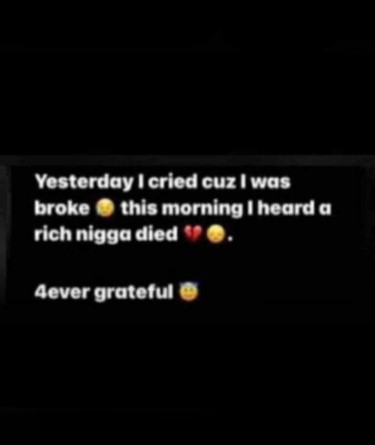 Yesterday I cried cuz I was
broke 😥 this morning I heard a
rich nigga died 💔😞.
4ever grateful 😇